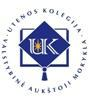 VALSTYBINĖ AUKŠTOJI MOKYKLA
UTENOS KOLEGIJA
UK